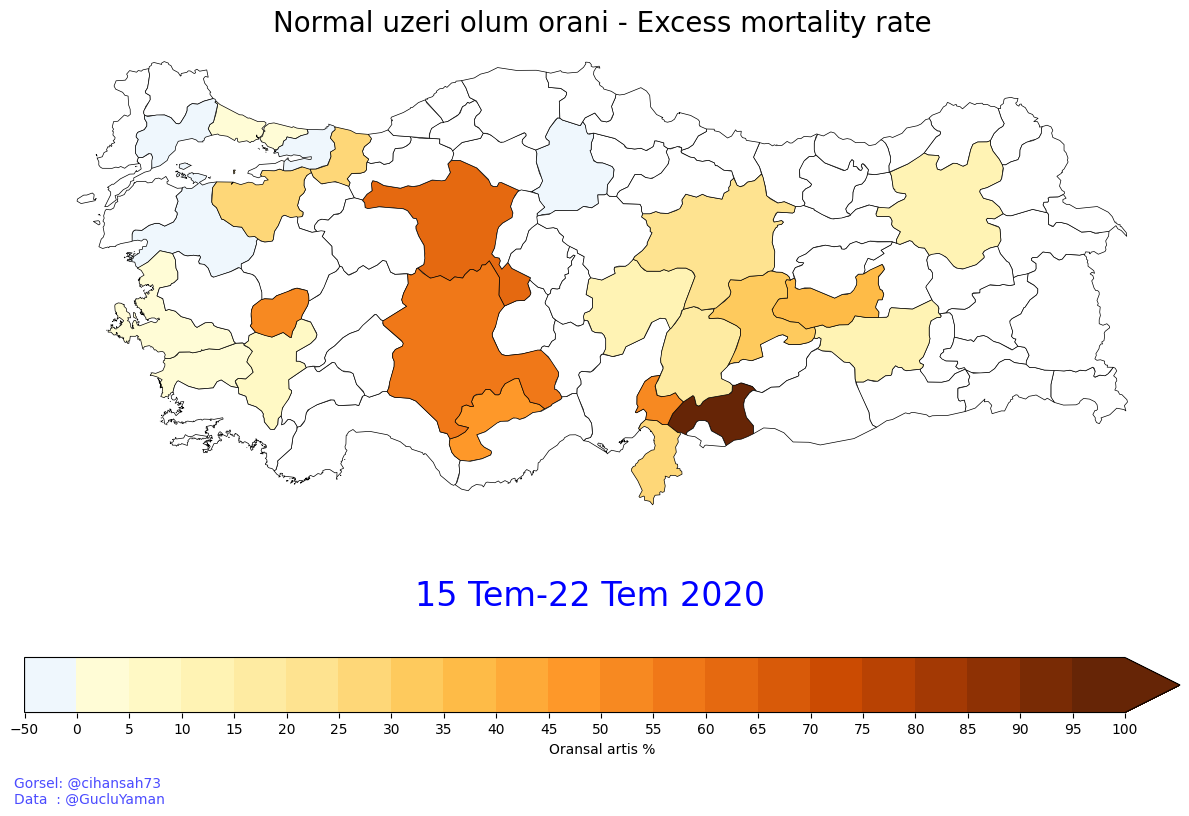 Normal uzeri olum orani - Excess mortality rate
15 Tem-22 Tem 2020
−50 0 5 10 15 20 25 30 35 40 45 50 55 60 65 70 75 80 85 90 95 100
Oransal artis %
Gorsel: @cihansah73
Data  : @GucluYaman